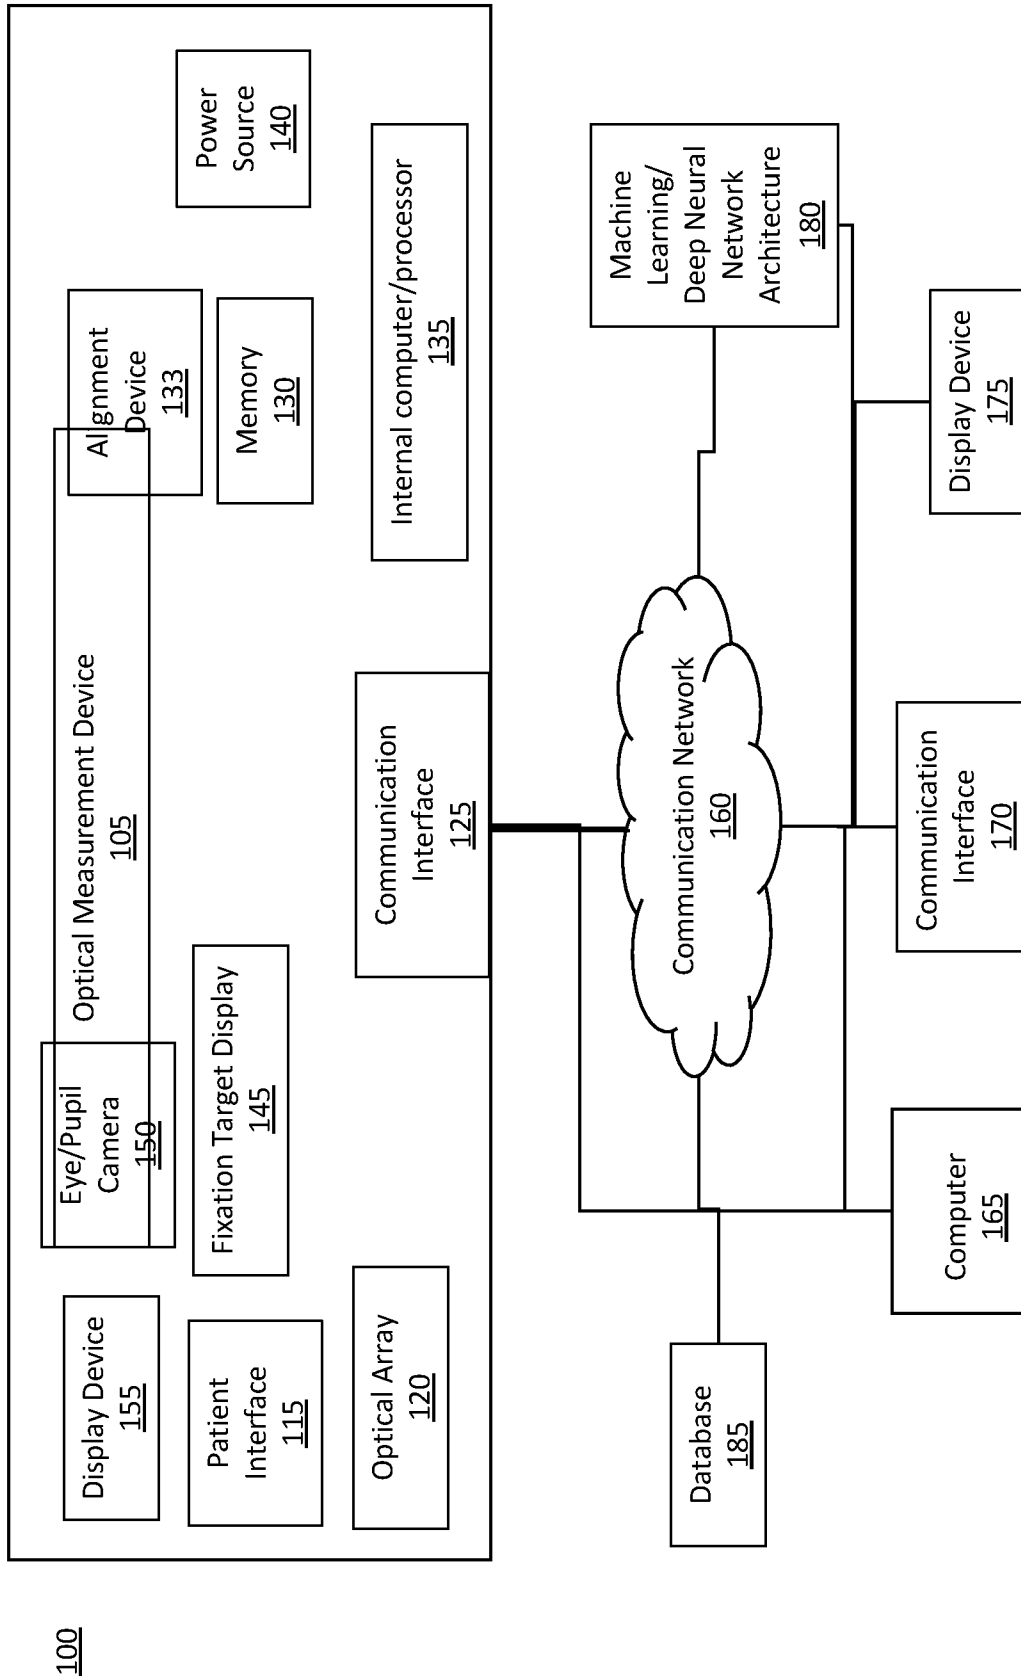 100
Optical Measurement Device
105
Display Device
155
Eye/Pupil
Camera
150
Alignment
Device
133
Patient
Interface
115
Fixation Target Display
145
Memory
130
Power
Source
140
Optical Array
120
Communication
Interface
125
Internal computer/processor
135
Database
185
Communication Network
160
Machine
Learning/
Deep Neural
Network
Architecture
180
Computer
165
Communication
Interface
170
Display Device
175